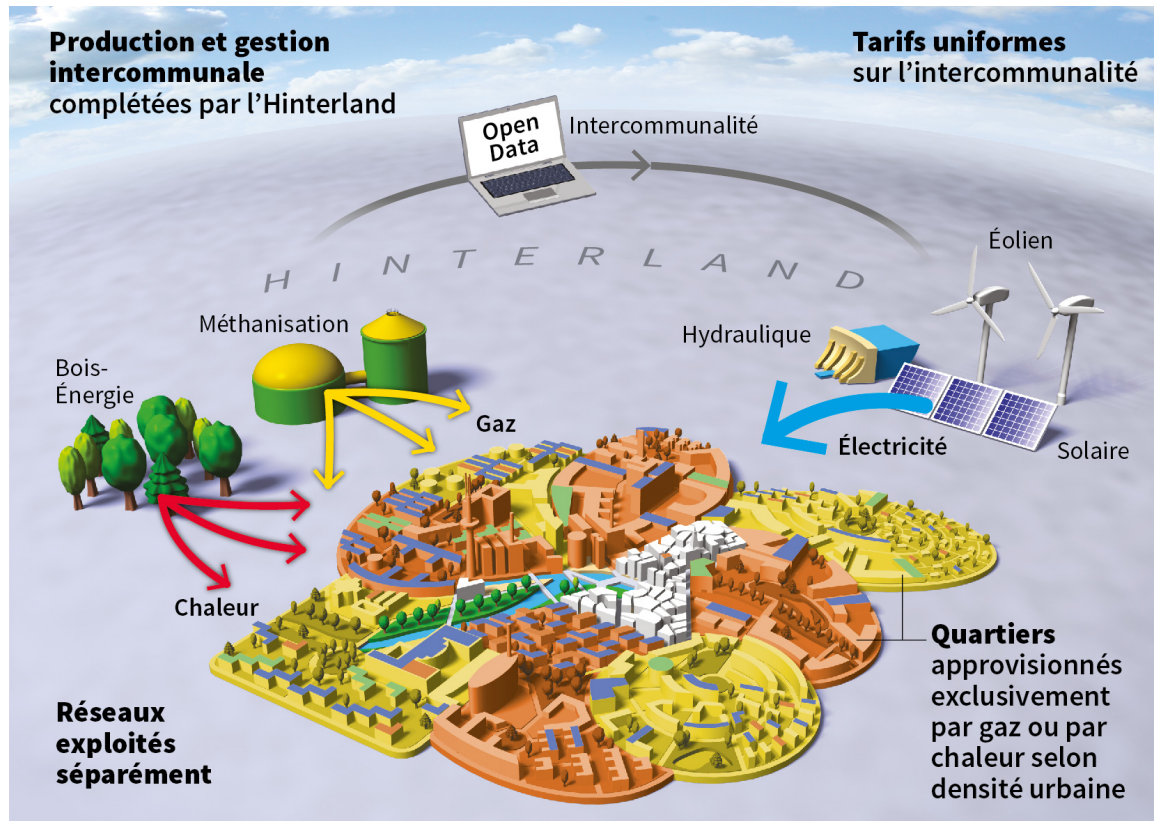 Production et gestion
intercommunale
complétées par l'Hinterland
Tarifs uniformes
sur l'intercommunalité
Open
Data
Intercommunalité
HINTERLAND
Éolien
Méthanisation
Hydraulique
Bois-
Énergie
Gaz
Électricité
Solaire
Chaleur
Quartiers
approvisionnés
exclusivement
par gaz ou par
chaleur selon
densité urbaine
Réseaux
exploités
séparément